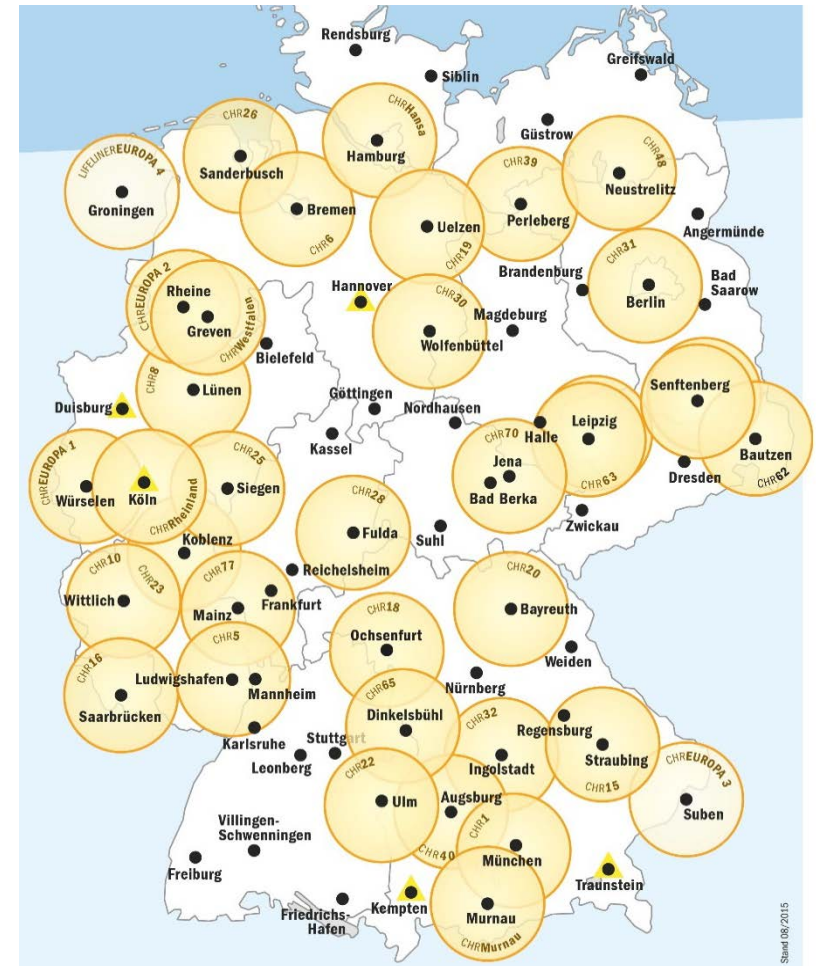 Rendsburg
Siblin
Greifswald
CHR26
CHRHansa
Güstrow
LIFELINEREUROPA 4
Hamburg
CHR39
CHR48
Sanderbusch
Neustrelitz
Groningen
Bremen
Perleberg
Uelzen
Angermünde
CHR6
CHR19
CHR31
Brandenburg
Bad
Saarow
CHREUROPA 2
Rheine
Hannover
CHR30
Berlin
Greven
Magdeburg
CHRWestfalen
Wolfenbüttel
Bielefeld
CHR8
Lünen
Senftenberg
Duisburg
Göttingen
Nordhausen
Leipzig
Halle
Kassel
CHR70
Bautzen
CHREUROPA 1
CHR25
Jena
Dresden
CHR62
Würselen
Köln
Siegen
CHR28
Bad Berka
CHR63
CHRRheinland
Zwickau
Koblenz
Fulda
Suhl
CHR10
CHR23
CHR77
Reichelsheim
CHR20
Wittlich
Mainz
Frankfurt
CHR18
Bayreuth
CHR5
Ochsenfurt
Weiden
CHR16
Ludwigshafen
Mannheim
CHR65
Nürnberg
Saarbrücken
Dinkelsbühl
CHR32
Regensburg
Karlsruhe
Stuttgart
Leonberg
Straubing
CHR22
Ingolstadt
CHREUROPA 3
CHR15
Ulm
Augsburg
Suben
Villingen-
Schwenningen
CHR1
CHR40
München
Freiburg
Traunstein
Friedrichs-
Hafen
Kempten
Murnau
CHRMurnau
Stand 08/2015